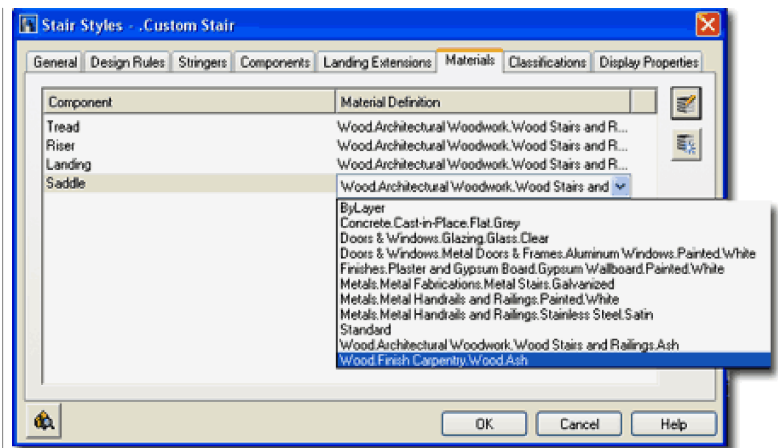 Stair Styles - .Custom Stair
General Design Rules Stringers Components Landing Extensions Materials Classifications Display Properties
Component Material Definition
Tread Wood.Architectural Woodwork.Wood Stairs and R...
Riser Wood.Architectural Woodwork.Wood Stairs and R...
Landing Wood.Architectural Woodwork.Wood Stairs and R...
Saddle Wood.Architectural Woodwork.Wood Stairs and
ByLayer
Concrete.Cast-in-Place.Flat.Grey
Doors & Windows.Glazing.Glass.Clear
Doors & Windows.Metal Doors & Frames.Aluminum Windows.Painted.White
Finishes.Plaster and Gypsum Board.Gypsum Wallboard.Painted.White
Metals.Metal Fabrications.Metal Stairs.Galvanized
Metals.Metal Handrails and Railings.Painted.White
Metals.Metal Handrails and Railings.Stainless Steel.Satin
Standard
Wood.Architectural Woodwork.Wood Stairs and Railings.Ash
Wood.Finish Carpentry.Wood.Ash
OK Cancel Help